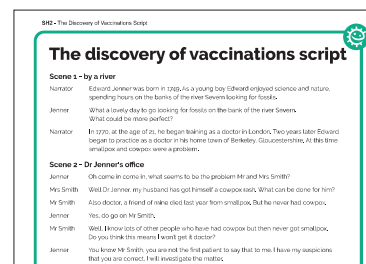 SH2 - The Discovery of Vaccinations Script
The discovery of vaccinations script
Scene 1 - by a river
Narrator Edward Jenner was born in 1749. As a young boy Edward enjoyed science and nature,
spending hours on the banks of the river Severn looking for fossils.
Jenner What a lovely day to go looking for fossils on the bank of the river Severn.
What could be more perfect?
Narrator In 1770, at the age of 21, he began training as a doctor in London. Two years later Edward
began to practice as a doctor in his home town of Berkeley, Gloucestershire. At this time
smallpox and cowpox were a problem.
Scene 2 - Dr Jenner's office
Jenner Oh come in come in, what seems to be the problem Mr and Mrs Smith?
Mrs Smith Well Dr Jenner, my husband has got himself a cowpox rash. What can be done for him?
Mr Smith Also doctor, a friend of mine died last year from smallpox. But he never had cowpox.
Jenner Yes, do go on Mr Smith.
Mr Smith Well, I know lots of other people who have had cowpox but then never got smallpox.
Do you think this means I won't get it doctor?
Jenner You know Mr Smith, you are not the first patient to say that to me. I have my suspicions
that you are correct. I will investigate the matter.